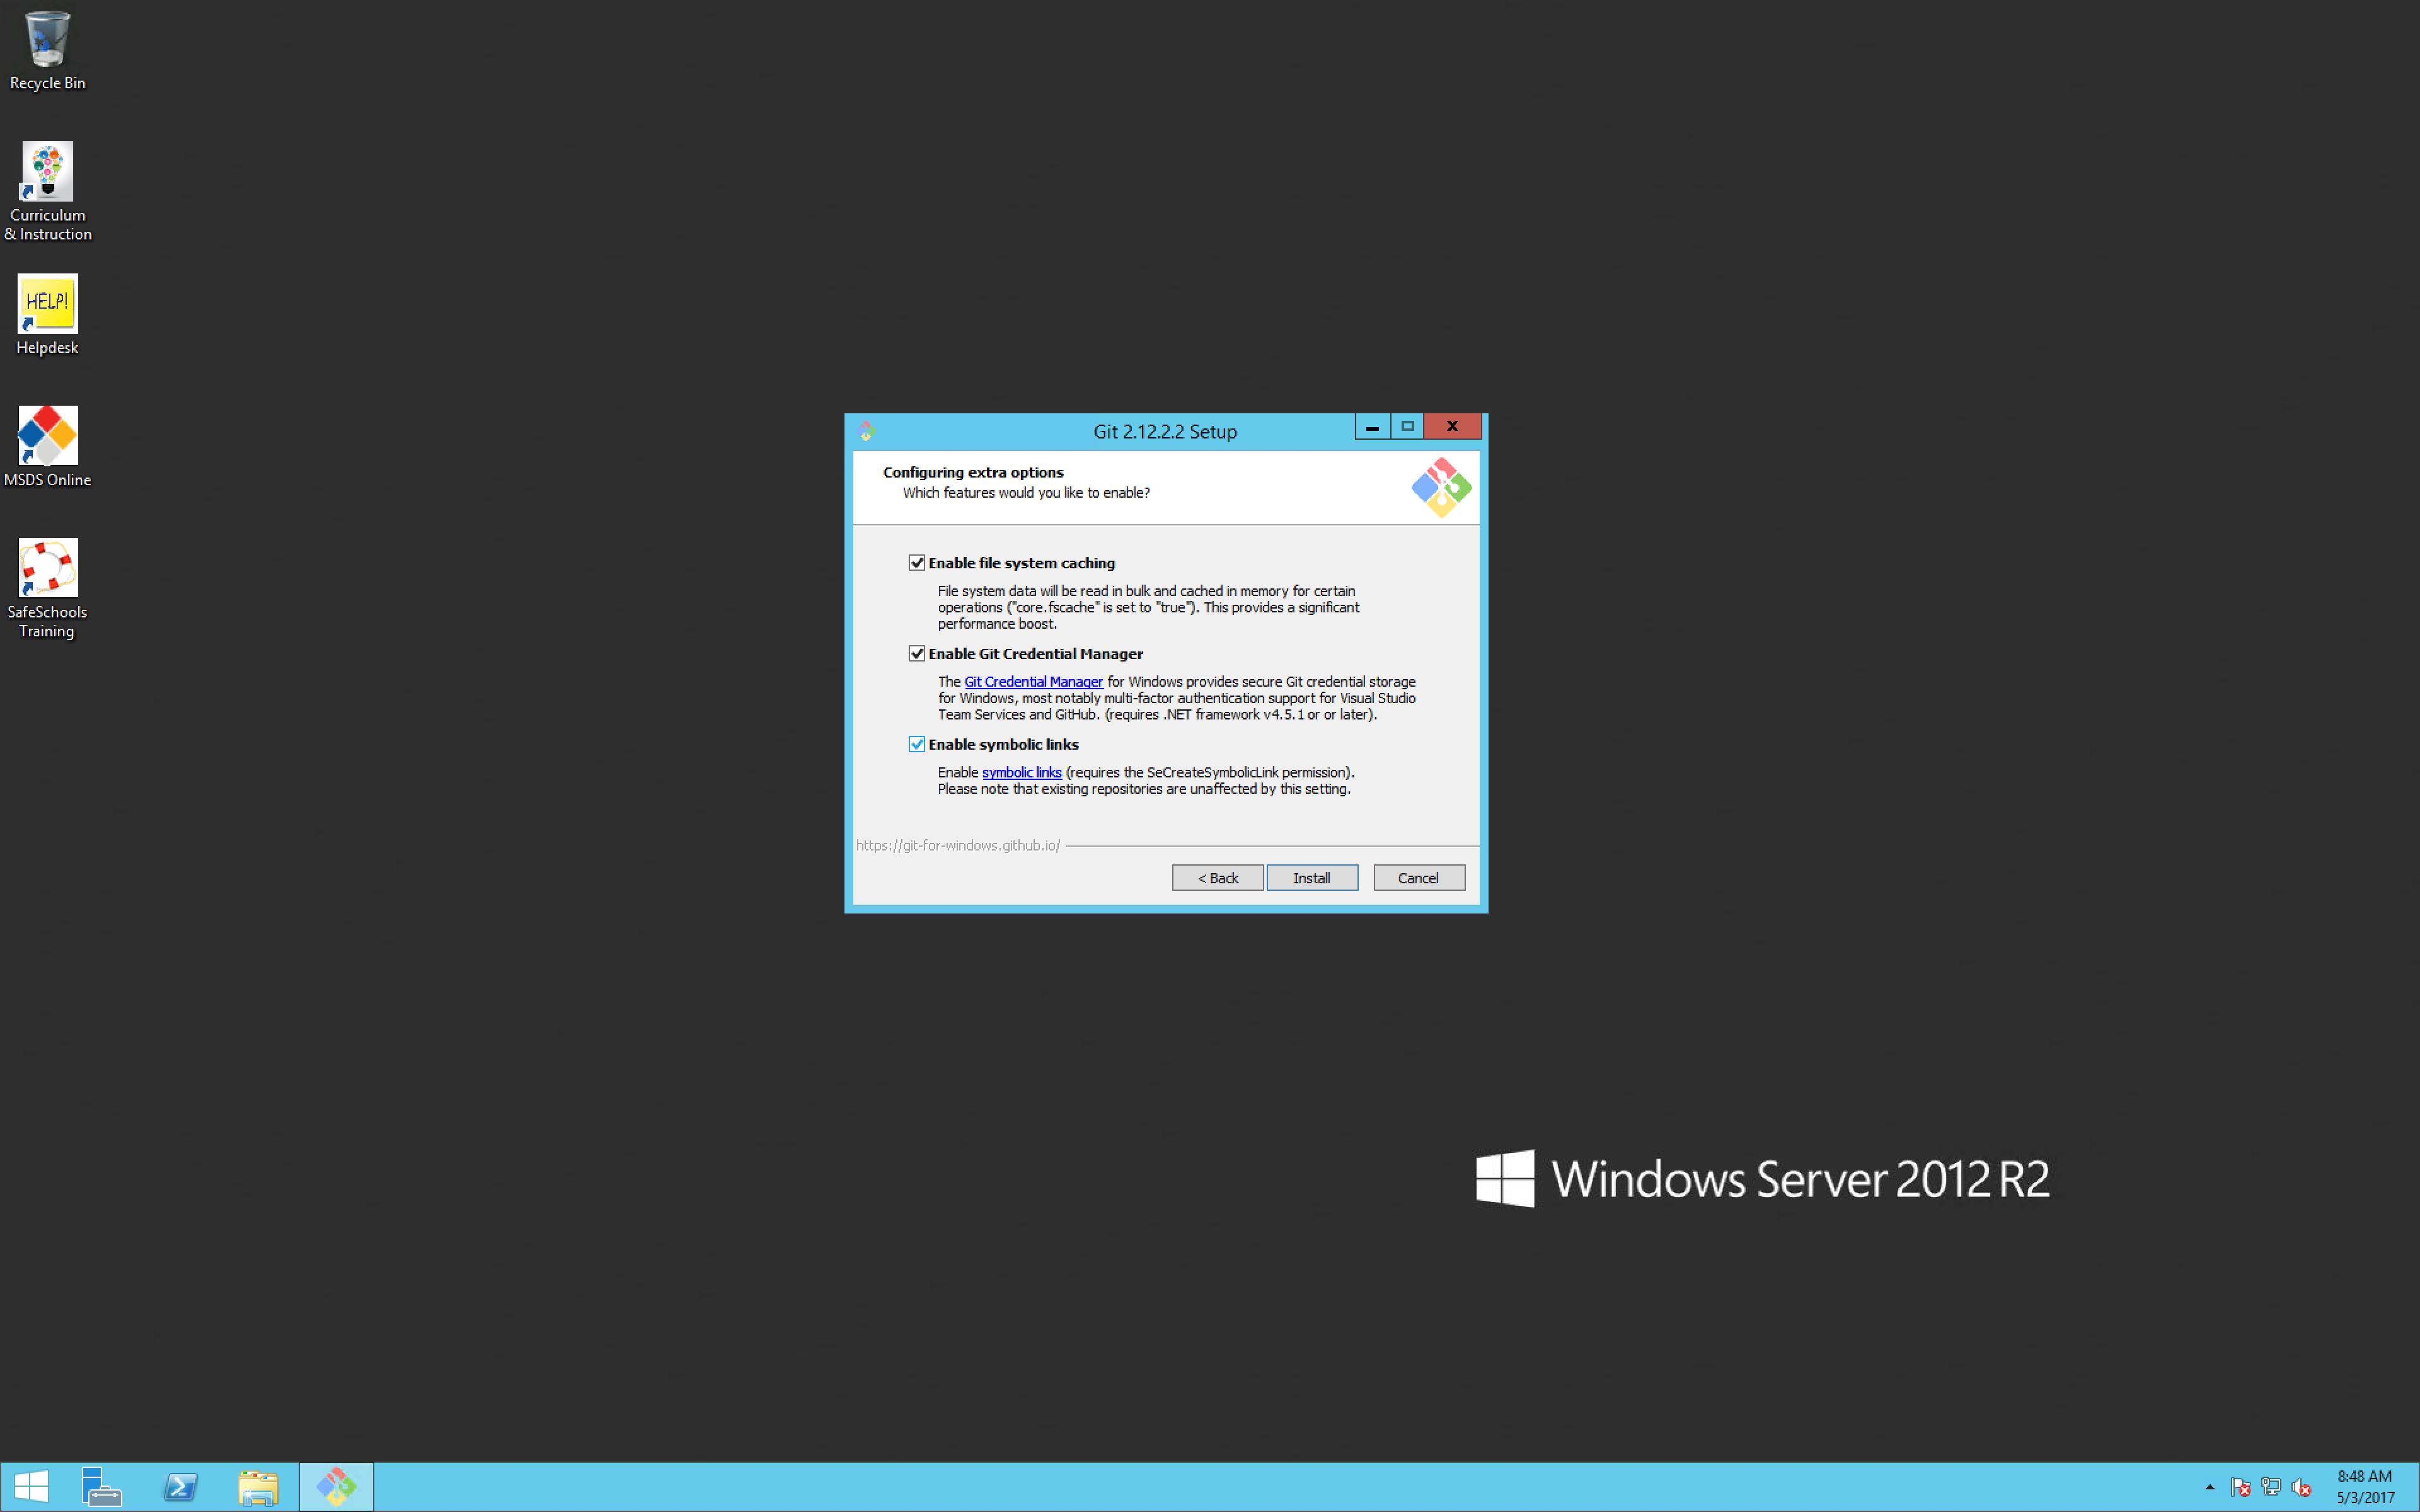 Recycle Bin
Curriculum
& Instruction
HELP!
Helpdesk
MSDS Online
SafeSchools
Training
Git 2.12.2.2 Setup
Configuring extra options
Which features would you like to enable?
Enable file system caching
File system data will be read in bulk and cached in memory for certain
operations ("core.fscache" is set to "true"). This provides a significant
performance boost.
Enable Git Credential Manager
The Git Credential Manager for Windows provides secure Git credential storage
for Windows, most notably multi-factor authentication support for Visual Studio
Team Services and GitHub. (requires .NET framework v4.5.1 or or later).
Enable symbolic links
Enable symbolic links (requires the SeCreateSymbolicLink permission).
Please note that existing repositories are unaffected by this setting.
https://git-for-windows.github.io/
< Back
Install
Cancel
Windows Server 2012 R2
8:48 AM
5/3/2017